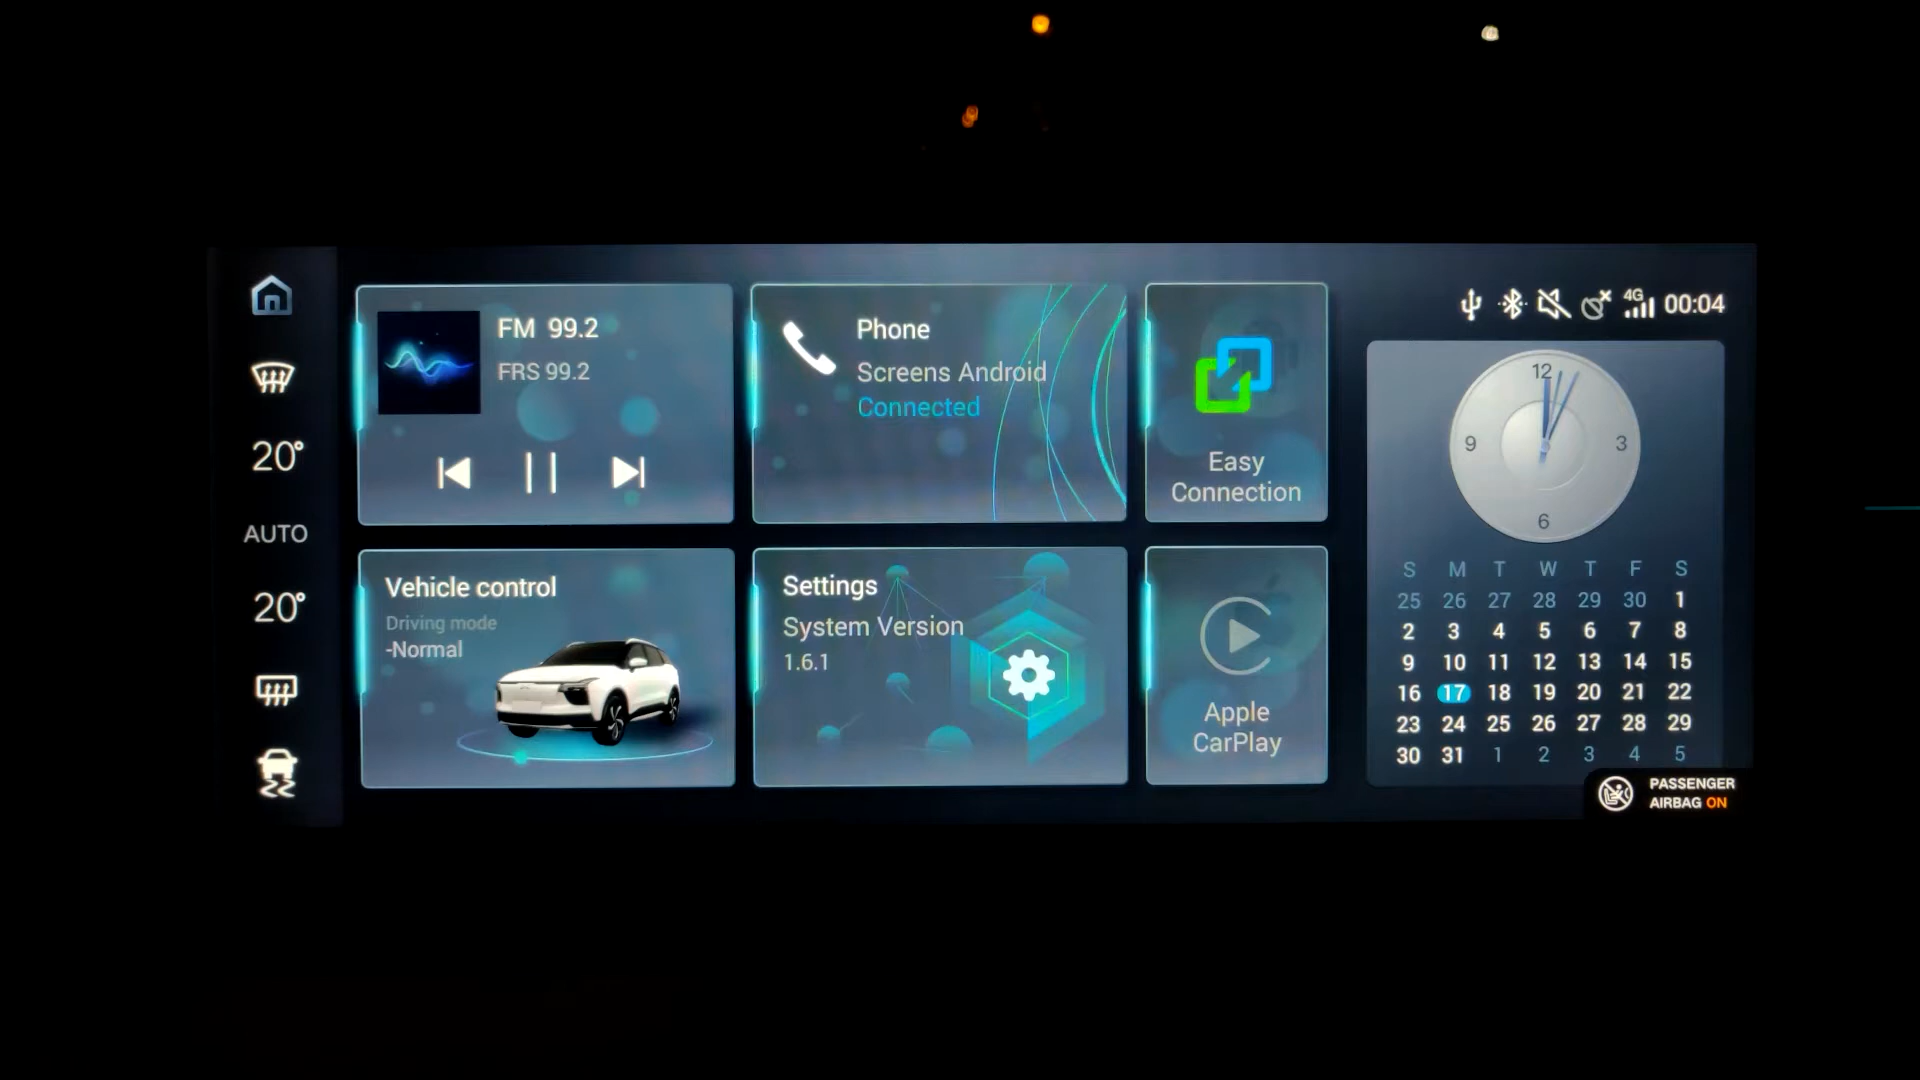 20°
AUTO
20°
FM 99.2
FRS 99.2
Phone
Screens Android
Connected
Easy
Connection
Vehicle control
Driving mode
-Normal
Settings
System Version
1.6.1
Apple
CarPlay
4G 00:04
12
9 3
6
S M T W T F S
25 26 27 28 29 30 1
2 3 4 5 6 7 8
9 10 11 12 13 14 15
16 17 18 19 20 21 22
23 24 25 26 27 28 29
30 31 1 2 3 4 5
PASSENGER
AIRBAG ON